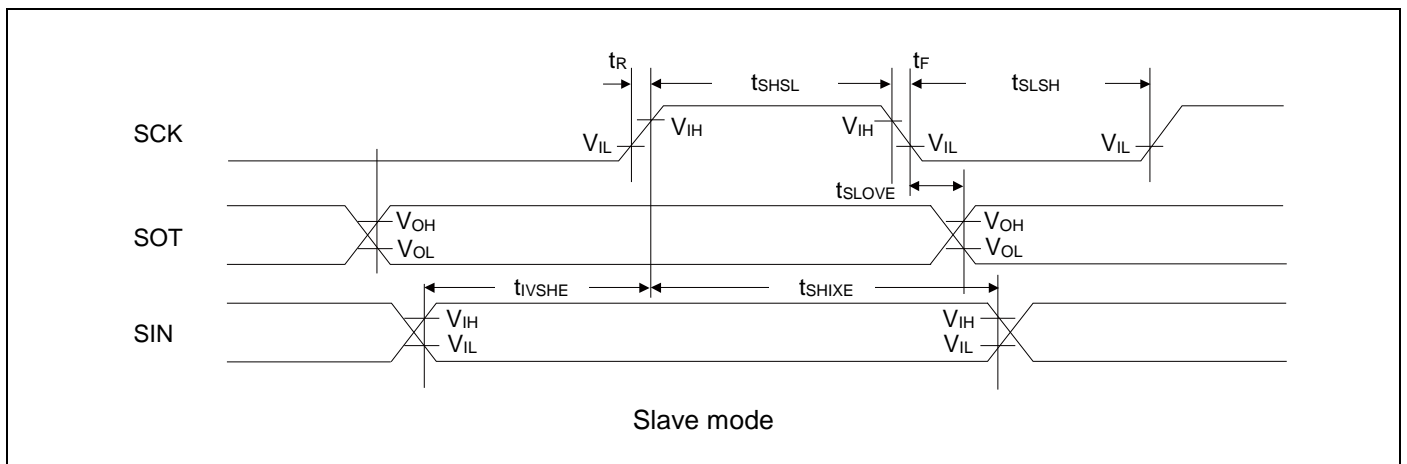 tR tSHSL tF tSLSH
SCK VIL VIH VIH VIL VIL
tSLOVE
SOT VOH VOL VOH VOL
tIVSHE tSHIXE
SIN VIH VIL VIH VIL
Slave mode